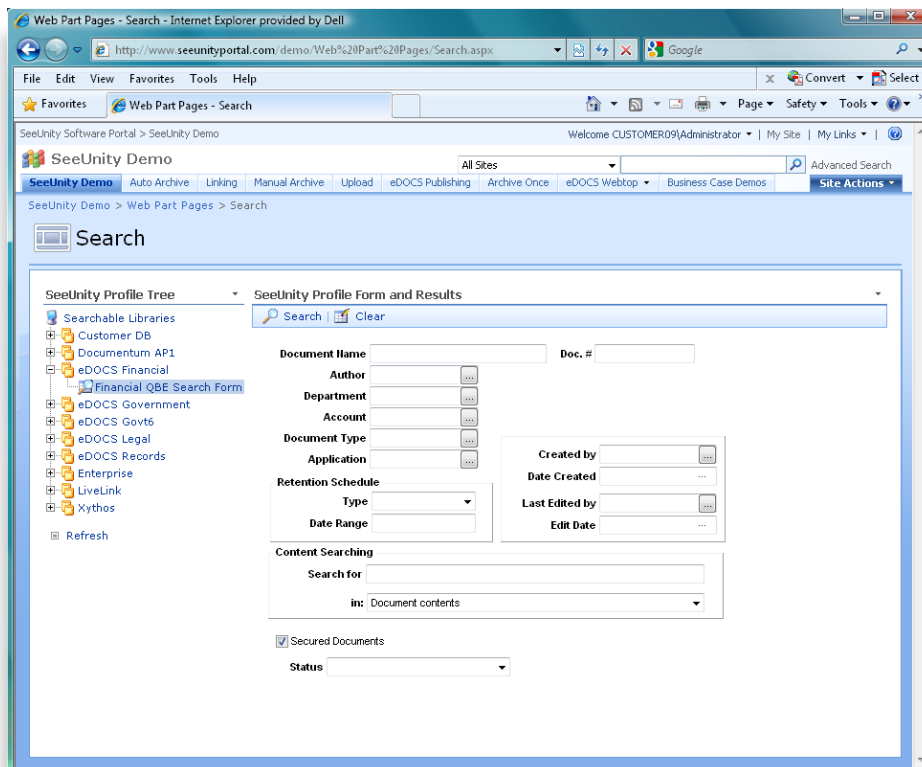 Web Part Pages - Search - Internet Explorer provided by Dell
http://www.seeunityportal.com/demo/Web%20Part%20Pages/Search.aspx
Google
File Edit View Favorites Tools Help
x Convert Select
Favorites Web Part Pages - Search
Page Safety Tools
SeeUnity Software Portal > SeeUnity Demo
Welcome CUSTOMER09\Administrator | My Site | My Links |
SeeUnity Demo
All Sites
Advanced Search
SeeUnity Demo Auto Archive Linking Manual Archive Upload eDOCS Publishing Archive Once eDOCS Webtop Business Case Demos Site Actions
SeeUnity Demo > Web Part Pages > Search
Search
SeeUnity Profile Tree
Searchable Libraries
Customer DB
Documentum AP1
eDOCS Financial
Financial QBE Search Form
eDOCS Government
eDOCS Govt6
eDOCS Legal
eDOCS Records
Enterprise
LiveLink
Xythos
Refresh
SeeUnity Profile Form and Results
Search | Clear
Document Name
Doc. #
Author ...
Department ...
Account ...
Document Type ...
Application ...
Created by ...
Date Created ...
Last Edited by ...
Edit Date ...
Retention Schedule
Type
Date Range
Content Searching
Search for
in: Document contents
Secured Documents
Status